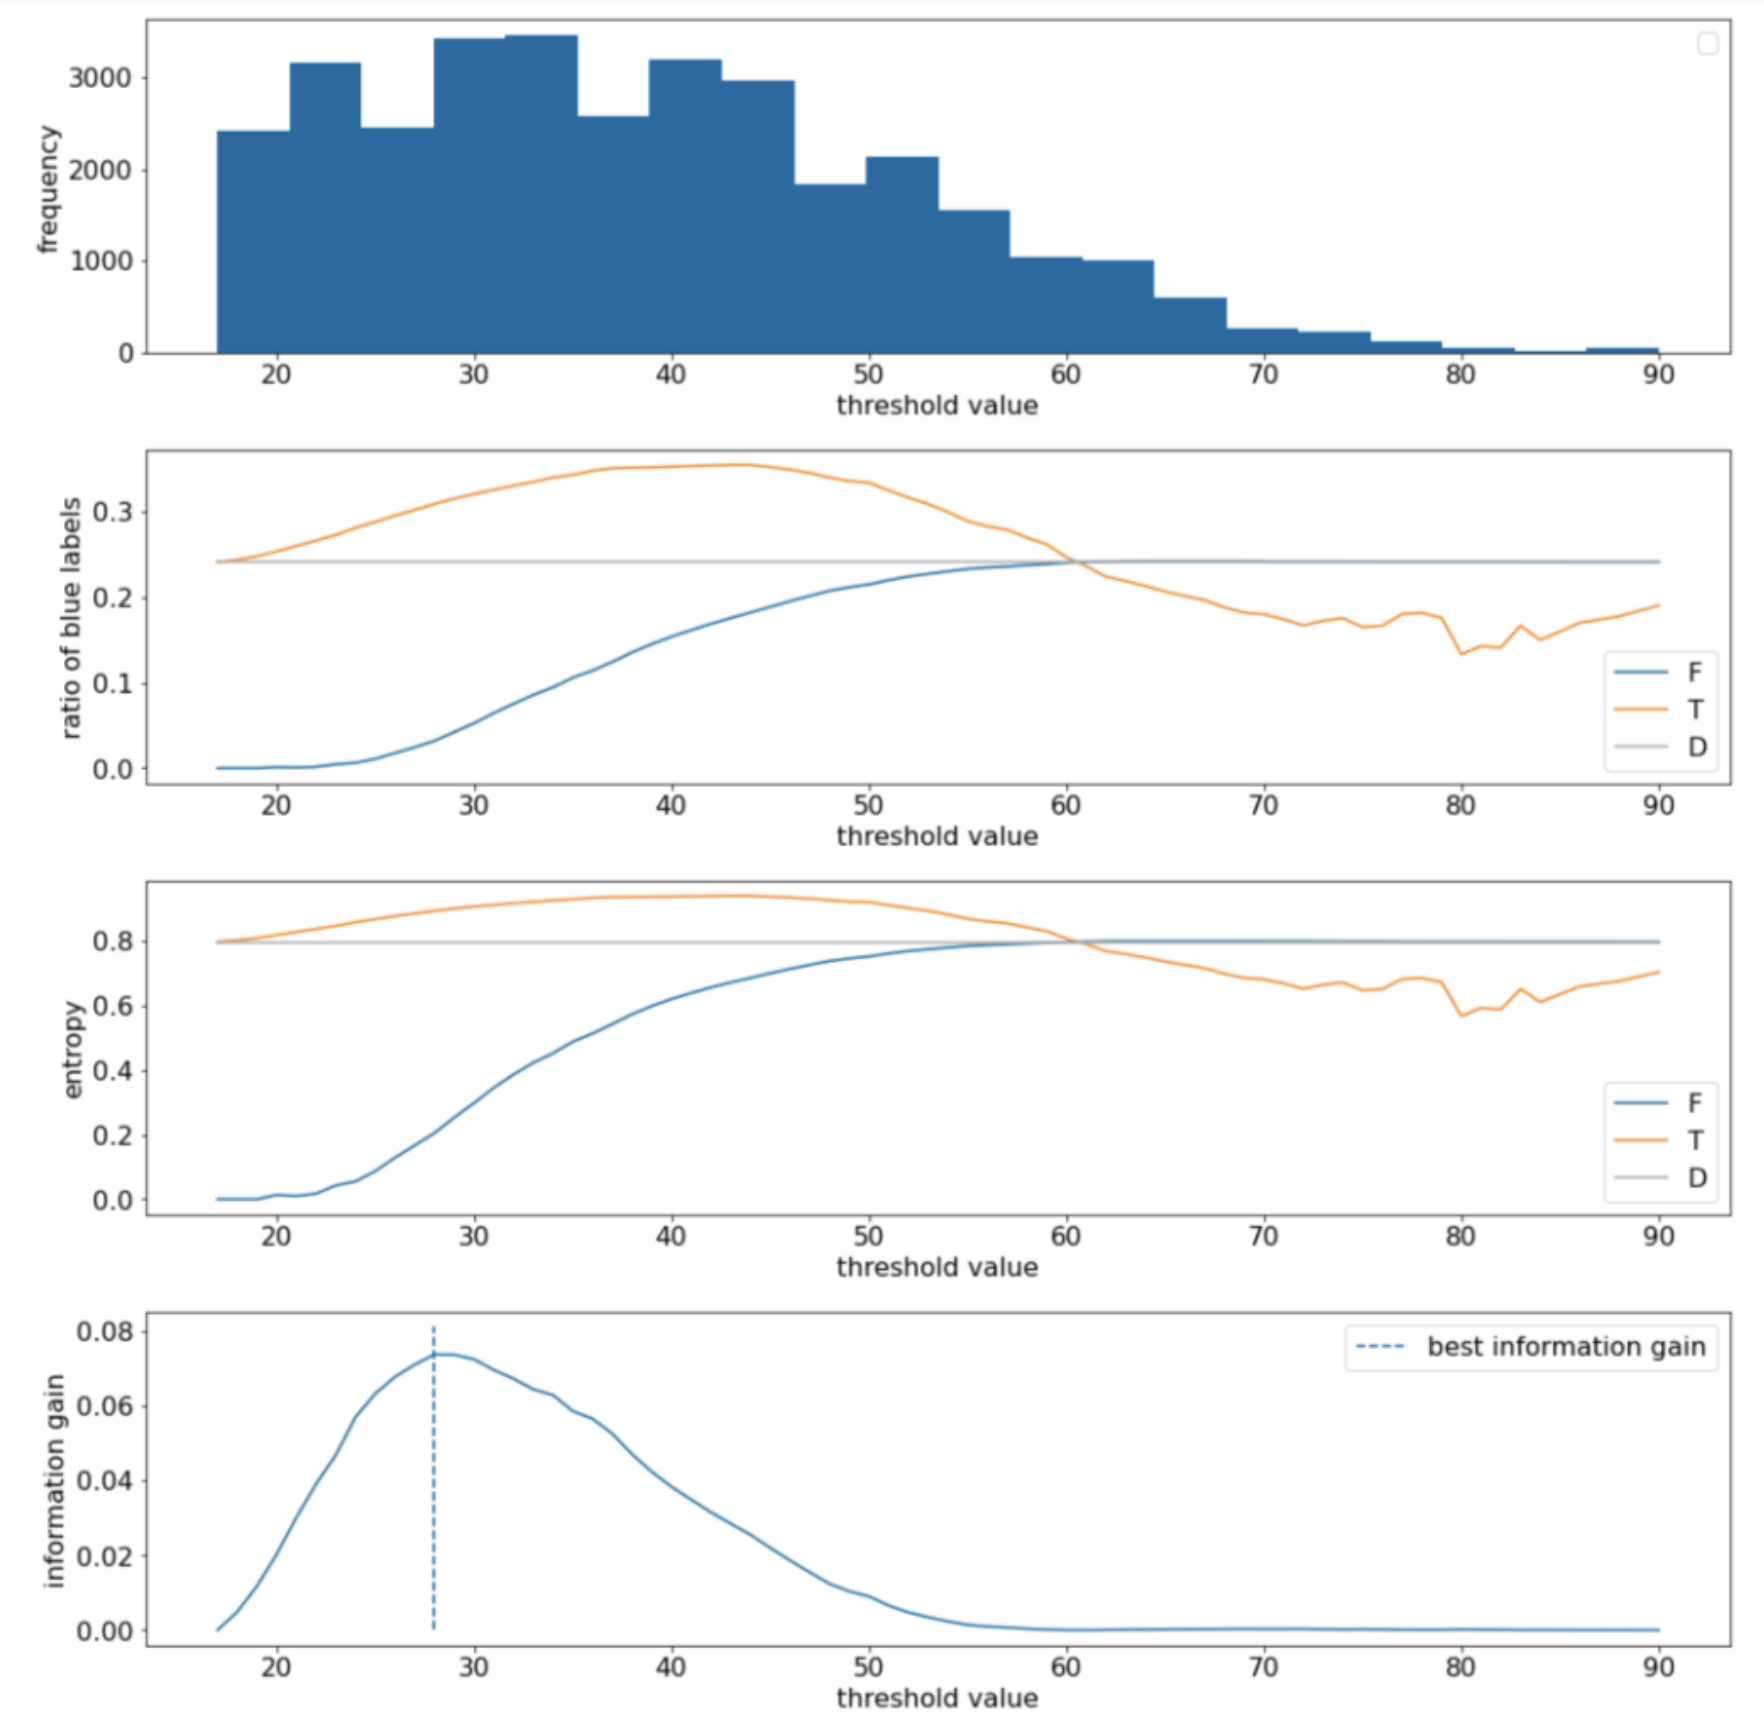 frequency
3000
2000
1000
0
20 30 40 50 60 70 80 90
threshold value
ratio of blue labels
0.3
0.2
0.1
0.0
F
T
D
20 30 40 50 60 70 80 90
threshold value
entropy
0.8
0.6
0.4
0.2
0.0
F
T
D
20 30 40 50 60 70 80 90
threshold value
information gain
0.08
0.06
0.04
0.02
0.00
best information gain
20 30 40 50 60 70 80 90
threshold value